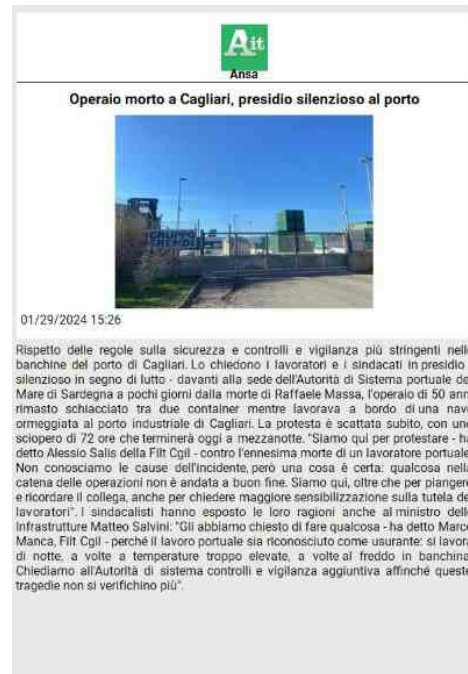 Ait
Ansa
Operaio morto a Cagliari, presidio silenzioso al porto
GRUPPO
GRENDI
01/29/2024 15:26
Rispetto delle regole sulla sicurezza e controlli e vigilanza più stringenti nelle
banchine del porto di Cagliari. Lo chiedono i lavoratori e i sindacati in presidio -
silenzioso in segno di lutto - davanti alla sede dell'Autorità di Sistema portuale del
Mare di Sardegna a pochi giorni dalla morte di Raffaele Massa, l'operaio di 50 anni
rimasto schiacciato tra due container mentre lavorava a bordo di una nave
ormeggiata al porto industriale di Cagliari. La protesta è scattata subito, con uno
sciopero di 72 ore che terminerà oggi a mezzanotte. "Siamo qui per protestare - ha
detto Alessio Salis della Filt Cgil - contro l'ennesima morte di un lavoratore portuale.
Non conosciamo le cause dell'incidente, però una cosa è certa: qualcosa nella
catena delle operazioni non è andata a buon fine. Siamo qui, oltre che per piangere
e ricordare il collega, anche per chiedere maggiore sensibilizzazione sulla tutela dei
lavoratori". I sindacalisti hanno esposto le loro ragioni anche al ministro delle
Infrastrutture Matteo Salvini: "Gli abbiamo chiesto di fare qualcosa - ha detto Marco
Manca, Filt Cgil - perché il lavoro portuale sia riconosciuto come usurante: si lavora
di notte, a volte a temperature troppo elevate, a volte al freddo in banchina.
Chiediamo all'Autorità di sistema controlli e vigilanza aggiuntiva affinché queste
tragedie non si verifichino più".